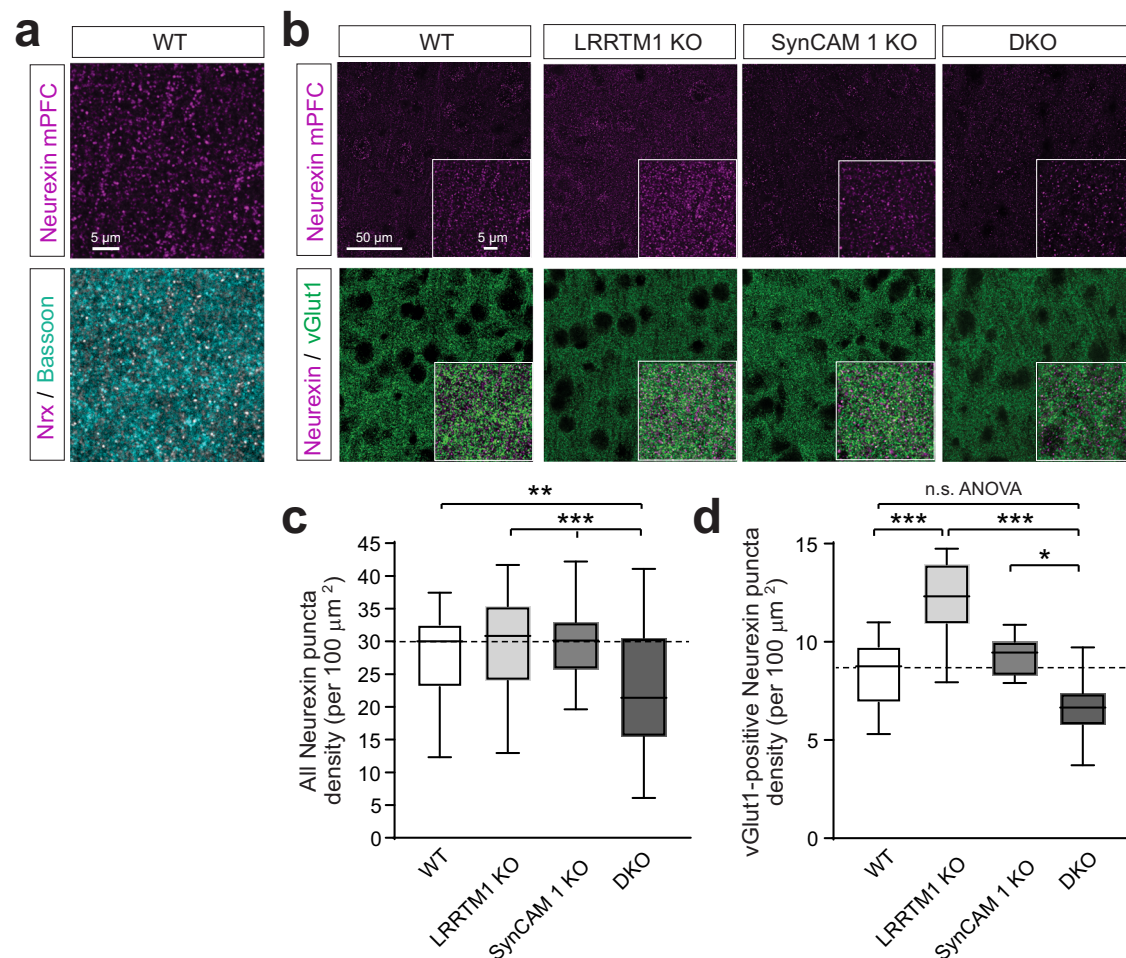 a
WT
Neurexin mPFC
5 µm
Nrx / Bassoon
b
WT
LRRTM1 KO
SynCAM 1 KO
DKO
Neurexin mPFC
50 µm
5 µm
Neurexin / vGlut1
c
**
***
All Neurexin puncta
density (per 100 µm²)
45
40
35
30
25
20
15
10
5
0
WT
LRRTM1 KO
SynCAM 1 KO
DKO
d
n.s. ANOVA
***
***
*
vGlut1-positive Neurexin puncta
density (per 100 µm²)
15
10
5
0
WT
LRRTM1 KO
SynCAM 1 KO
DKO